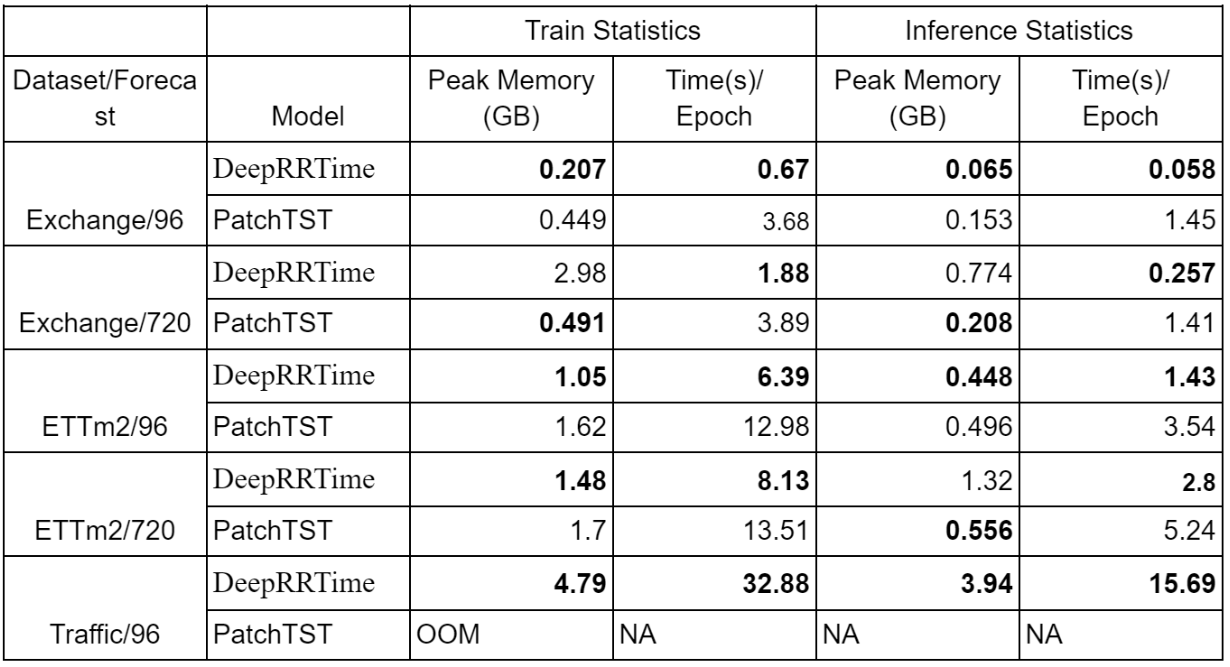 Train Statistics Inference Statistics
Dataset/Foreca
st Model Peak Memory
(GB) Time(s)/
Epoch Peak Memory
(GB) Time(s)/
Epoch
DeepRRTime 0.207 0.67 0.065 0.058
Exchange/96 PatchTST 0.449 3.68 0.153 1.45
DeepRRTime 2.98 1.88 0.774 0.257
Exchange/720 PatchTST 0.491 3.89 0.208 1.41
DeepRRTime 1.05 6.39 0.448 1.43
ETTm2/96 PatchTST 1.62 12.98 0.496 3.54
DeepRRTime 1.48 8.13 1.32 2.8
ETTm2/720 PatchTST 1.7 13.51 0.556 5.24
DeepRRTime 4.79 32.88 3.94 15.69
Traffic/96 PatchTST OOM NA NA NA